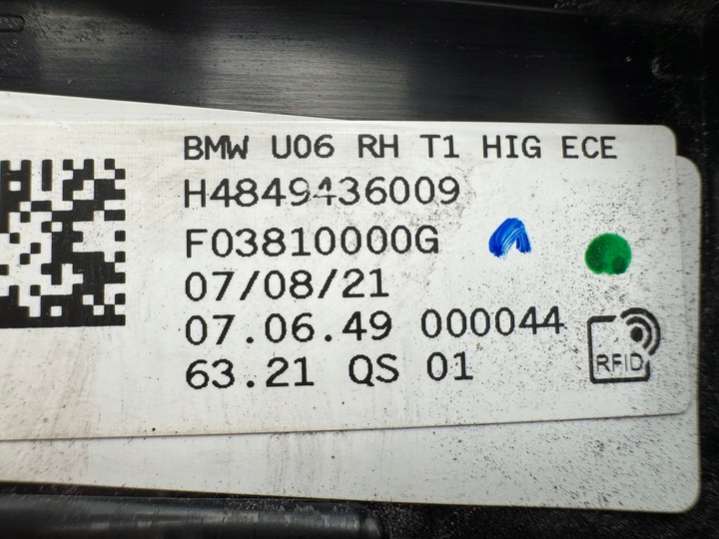 BMW U06 RH T1 HIG ECE
H4849436009
F03810000G
07/08/21
07.06.49 000044
63.21 QS 01
RFID